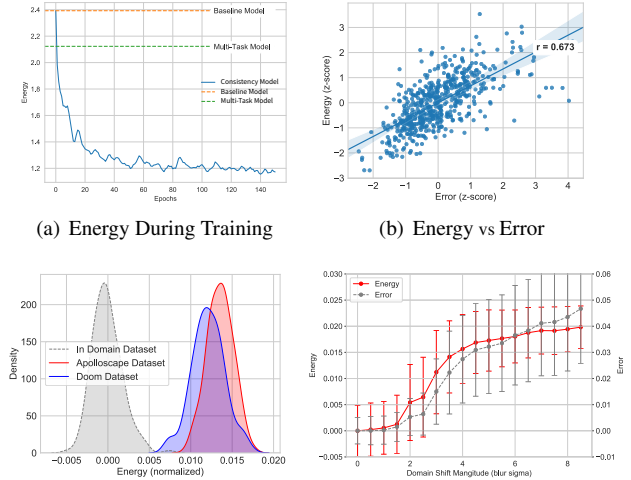 2.4
2.2
2.0
1.8
1.6
1.4
1.2
Energy
Baseline Model
Multi-Task Model
Consistency Model
Baseline Model
Multi-Task Model
0 20 40 60 80 100 120 140
Epochs
(a) Energy During Training
4
3
2
1
0
−1
−2
−3
Energy (z-score)
r = 0.673
−2 −1 0 1 2 3 4
Error (z-score)
(b) Energy vs Error
200
150
100
50
0
Density
In Domain Dataset
Apolloscape Dataset
Doom Dataset
−0.005 0.000 0.005 0.010 0.015 0.020
Energy (normalized)
0.030
0.025
0.020
0.015
0.010
0.005
0.000
−0.005
Energy
Energy
Error
0.06
0.05
0.04
0.03
0.02
0.01
0.00
−0.01
Error
0 2 4 6 8
Domain Shift Mangitude (blur sigma)